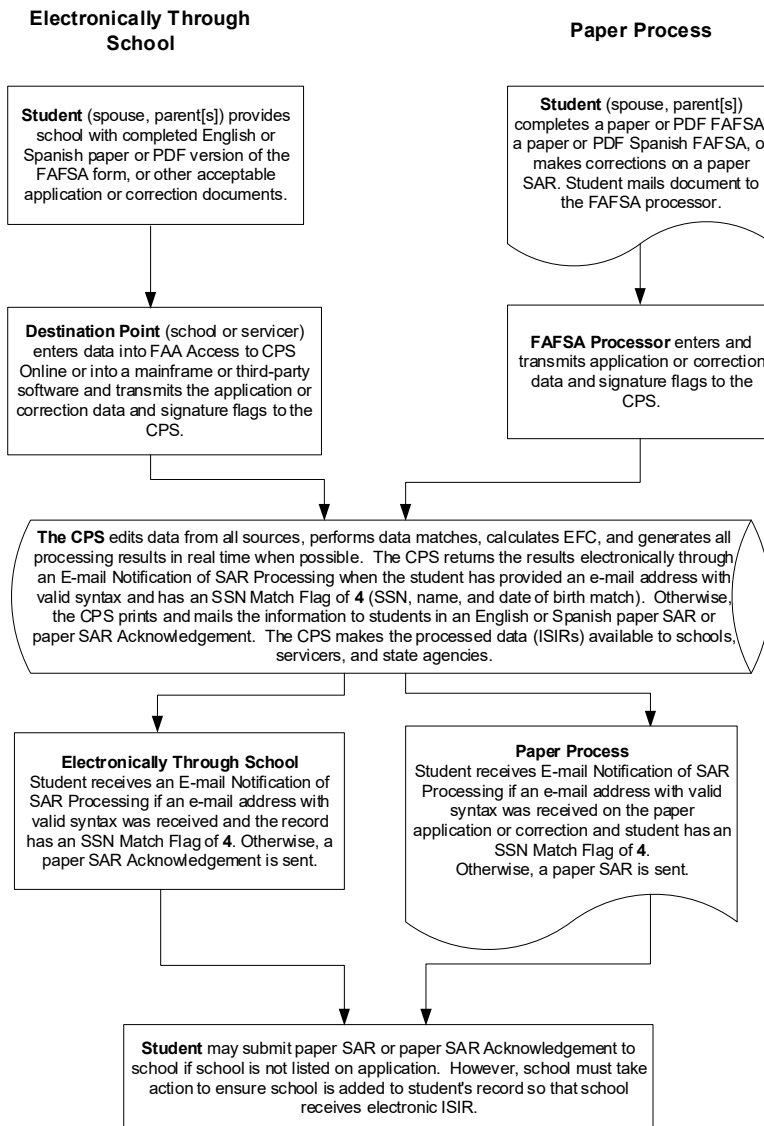 Electronically Through
School
Paper Process
Student (spouse, parent[s]) provides
school with completed English or
Spanish paper or PDF version of the
FAFSA form, or other acceptable
application or correction documents.
Student (spouse, parent[s])
completes a paper or PDF FAFSA,
a paper or PDF Spanish FAFSA, o
makes corrections on a paper
SAR. Student mails document to
the FAFSA processor.
Destination Point (school or servicer)
enters data into FAA Access to CPS
Online or into a mainframe or third-party
software and transmits the application or
correction data and signature flags to the
CPS.
FAFSA Processor enters and
transmits application or correction
data and signature flags to the
CPS.
The CPS edits data from all sources, performs data matches, calculates EFC, and generates all
processing results in real time when possible. The CPS returns the results electronically through
an E-mail Notification of SAR Processing when the student has provided an e-mail address with
valid syntax and has an SSN Match Flag of 4 (SSN, name, and date of birth match). Otherwise,
the CPS prints and mails the information to students in an English or Spanish paper SAR or
paper SAR Acknowledgement. The CPS makes the processed data (ISIRs) available to schools,
servicers, and state agencies.
Electronically Through School
Student receives an E-mail Notification of
SAR Processing if an e-mail address with
valid syntax was received and the record
has an SSN Match Flag of 4. Otherwise, a
paper SAR Acknowledgement is sent.
Paper Process
Student receives E-mail Notification of SAR
Processing if an e-mail address with valid
syntax was received on the paper
application or correction and student has an
SSN Match Flag of 4.
Otherwise, a paper SAR is sent.
Student may submit paper SAR or paper SAR Acknowledgement to
school if school is not listed on application. However, school must take
action to ensure school is added to student's record so that school
receives electronic ISIR.